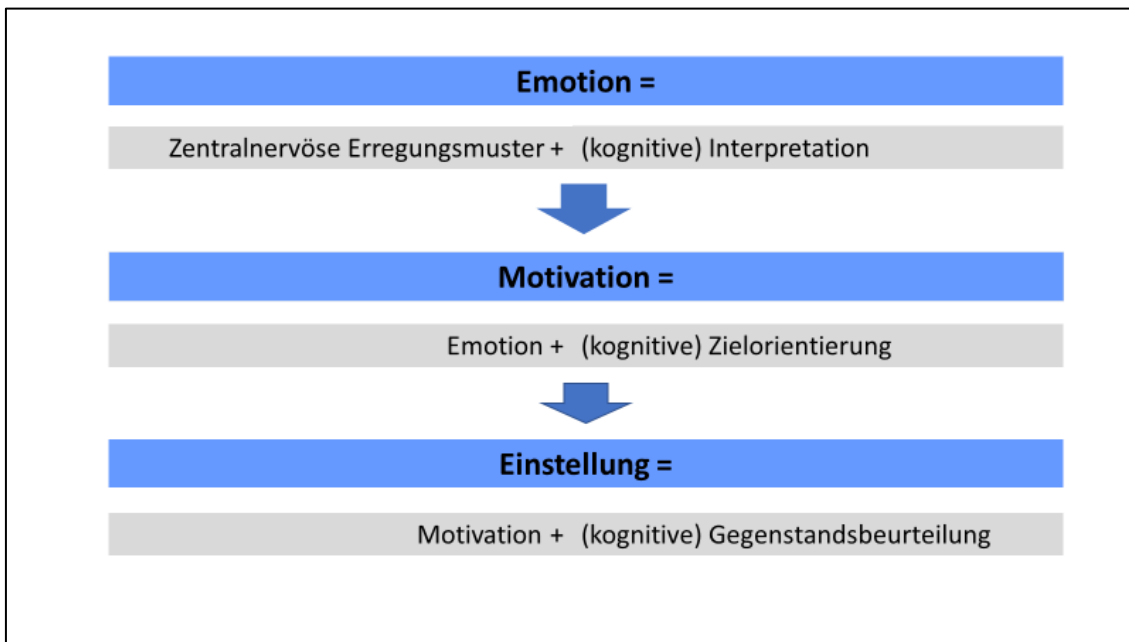 Emotion =
Zentralnervöse Erregungsmuster + (kognitive) Interpretation
Motivation =
Emotion + (kognitive) Zielorientierung
Einstellung =
Motivation + (kognitive) Gegenstandsbeurteilung